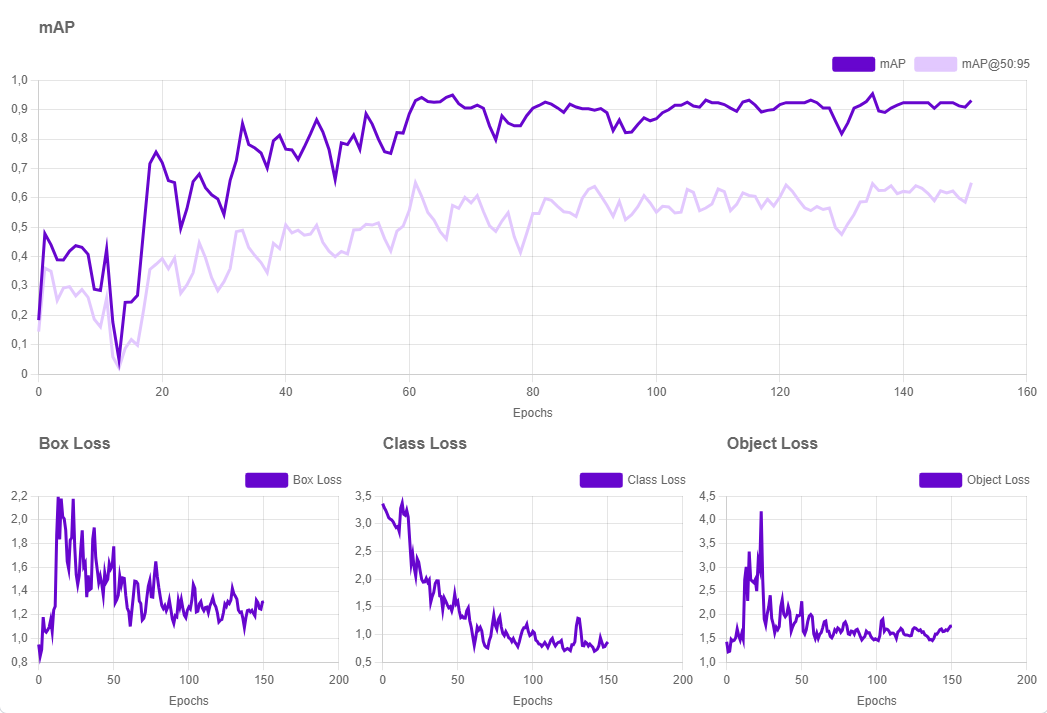 mAP
mAP mAP@50:95
1,0
0,9
0,8
0,7
0,6
0,5
0,4
0,3
0,2
0,1
0
0 20 40 60 80 100 120 140 160
Epochs
Box Loss
Box Loss
2,2
2,0
1,8
1,6
1,4
1,2
1,0
0,8
0 50 100 150 200
Epochs
Class Loss
Class Loss
3,5
3,0
2,5
2,0
1,5
1,0
0,5
0 50 100 150 200
Epochs
Object Loss
Object Loss
4,5
4,0
3,5
3,0
2,5
2,0
1,5
1,0
0 50 100 150 200
Epochs